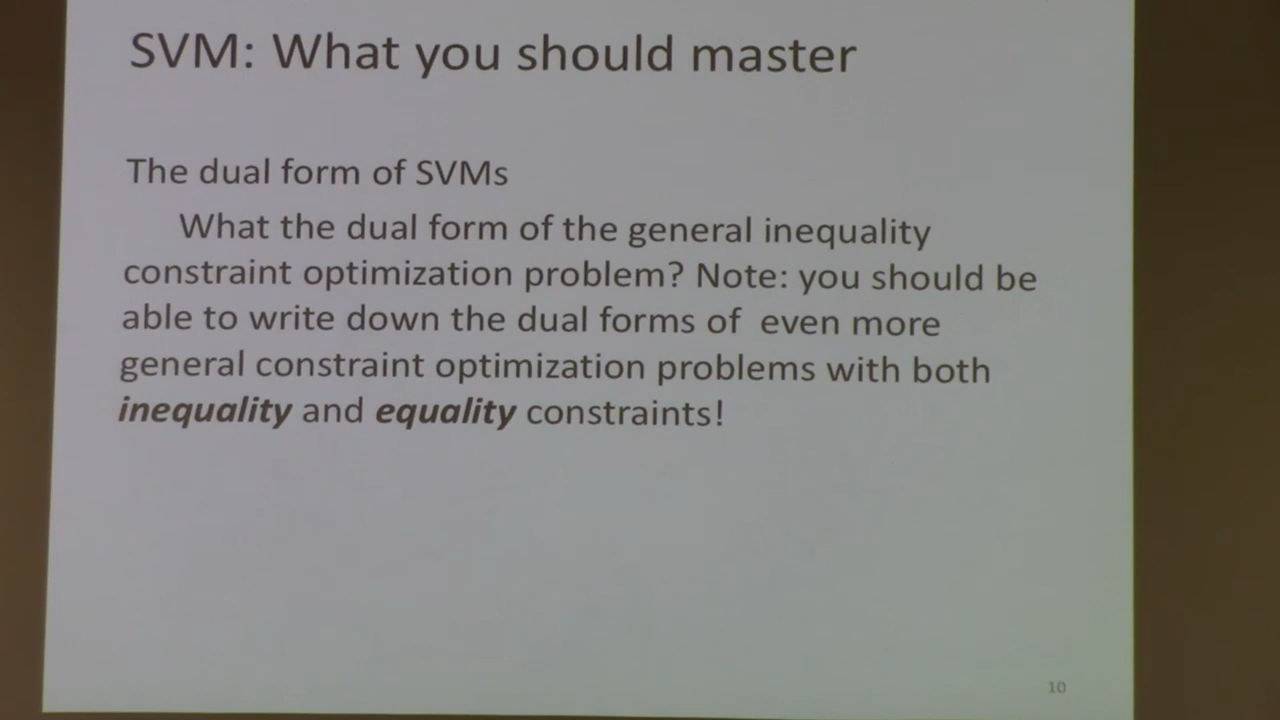 SVM: What you should master
The dual form of SVMs
What the dual form of the general inequality
constraint optimization problem? Note: you should be
able to write down the dual forms of even more
general constraint optimization problems with both
inequality and equality constraints!
10